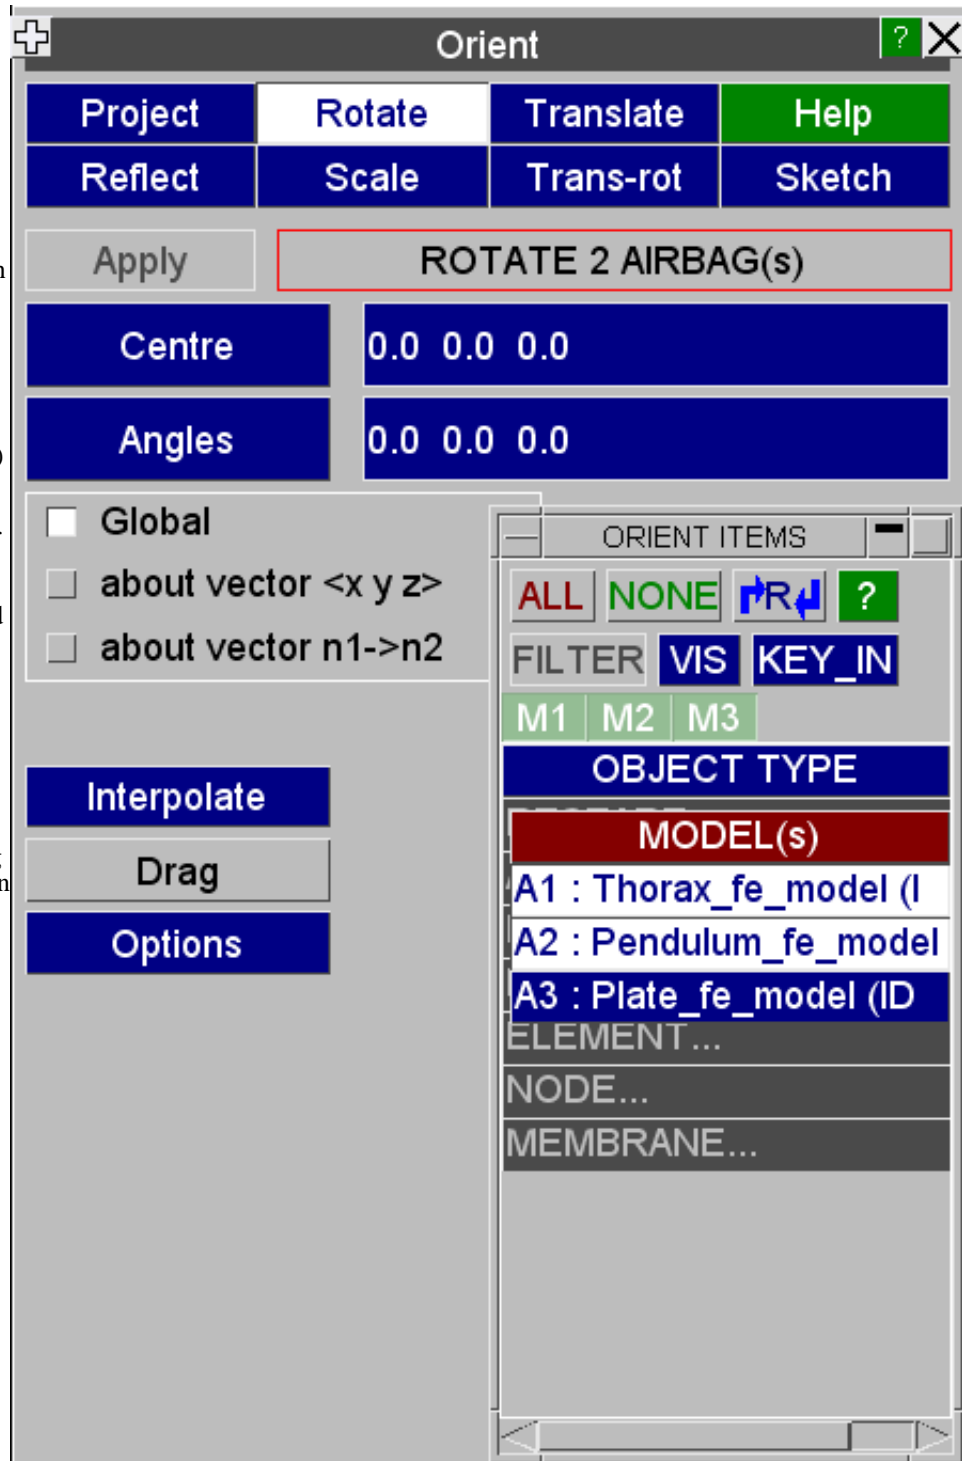 Orient ?
Project Rotate Translate Help
Reflect Scale Trans-rot Sketch
Apply ROTATE 2 AIRBAG(s)
Centre 0.0 0.0 0.0
Angles 0.0 0.0 0.0
Global
about vector <x y z>
about vector n1->n2
Interpolate
Drag
Options
ORIENT ITEMS
ALL NONE R ?
FILTER VIS KEY_IN
M1 M2 M3
OBJECT TYPE
MODEL(s)
A1 : Thorax_fe_model (I
A2 : Pendulum_fe_model
A3 : Plate_fe_model (ID
ELEMENT...
NODE...
MEMBRANE...